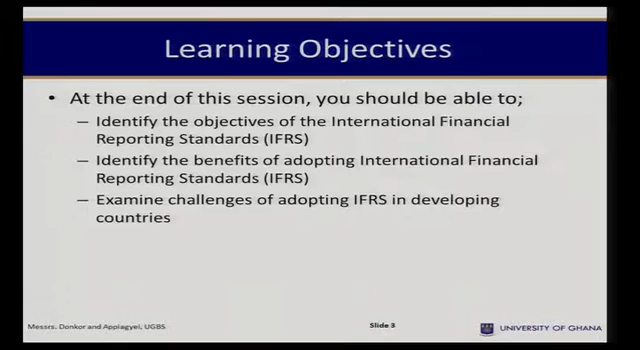 Learning Objectives
• At the end of this session, you should be able to;
– Identify the objectives of the International Financial
Reporting Standards (IFRS)
– Identify the benefits of adopting International Financial
Reporting Standards (IFRS)
– Examine challenges of adopting IFRS in developing
countries
Messrs. Donkor and Applagyei, UGBS
Slide 3
UNIVERSITY OF GHANA